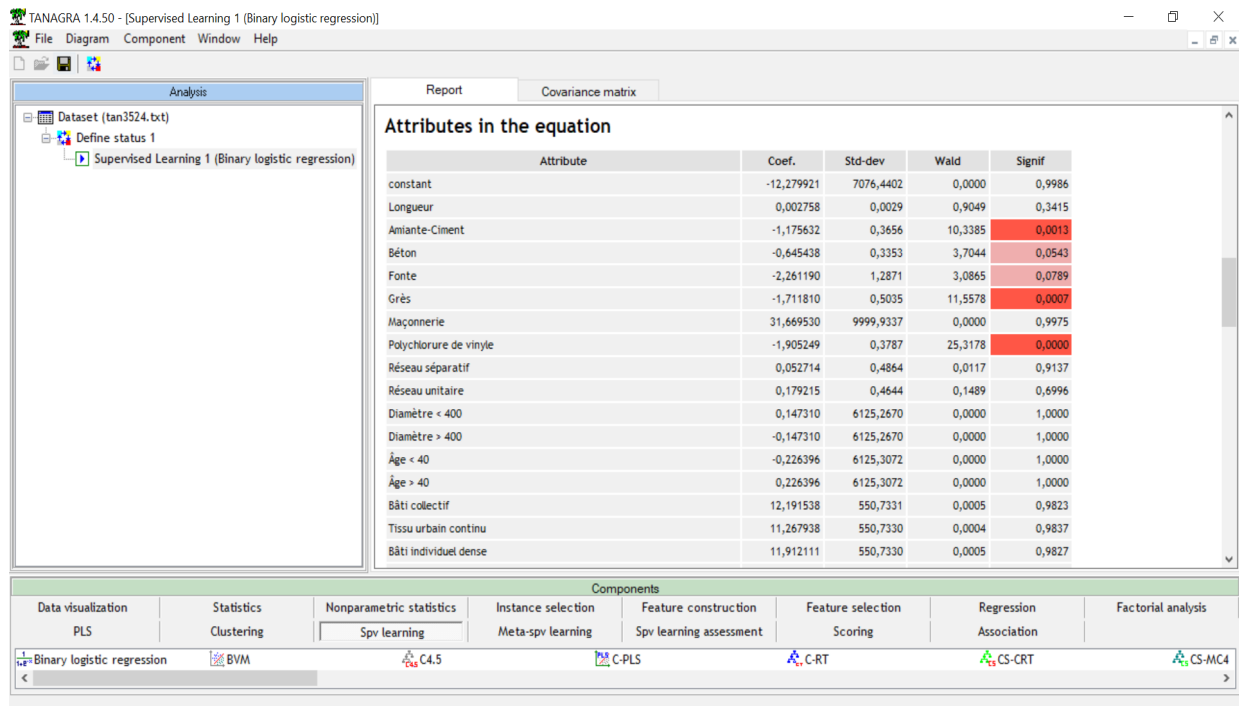 TANAGRA 1.4.50 - [Supervised Learning 1 (Binary logistic regression)]
File Diagram Component Window Help
Analysis
Dataset (tan3524.txt)
Define status 1
Supervised Learning 1 (Binary logistic regression)
Report Covariance matrix
Attributes in the equation
Attribute Coef. Std-dev Wald Signif
constant -12,279921 7076,4402 0,0000 0,9986
Longueur 0,002758 0,0029 0,9049 0,3415
Amiante-Ciment -1,175632 0,3656 10,3385 0,0013
Béton -0,645438 0,3353 3,7044 0,0543
Fonte -2,261190 1,2871 3,0865 0,0789
Grès -1,711810 0,5035 11,5578 0,0007
Maçonnerie 31,669530 9999,9337 0,0000 0,9975
Polychlorure de vinyle -1,905249 0,3787 25,3178 0,0000
Réseau séparatif 0,052714 0,4864 0,0117 0,9137
Réseau unitaire 0,179215 0,4644 0,1489 0,6996
Diamètre < 400 0,147310 6125,2670 0,0000 1,0000
Diamètre > 400 -0,147310 6125,2670 0,0000 1,0000
Âge < 40 -0,226396 6125,3072 0,0000 1,0000
Âge > 40 0,226396 6125,3072 0,0000 1,0000
Bâti collectif 12,191538 550,7331 0,0005 0,9823
Tissu urbain continu 11,267938 550,7330 0,0004 0,9837
Bâti individuel dense 11,912111 550,7330 0,0005 0,9827
Components
Data visualization Statistics Nonparametric statistics Instance selection Feature construction Feature selection Regression Factorial analysis
PLS Clustering Spv learning Meta-spv learning Spv learning assessment Scoring Association
Binary logistic regression BVM C4.5 C-PLS C-RT CS-CRT CS-MC4